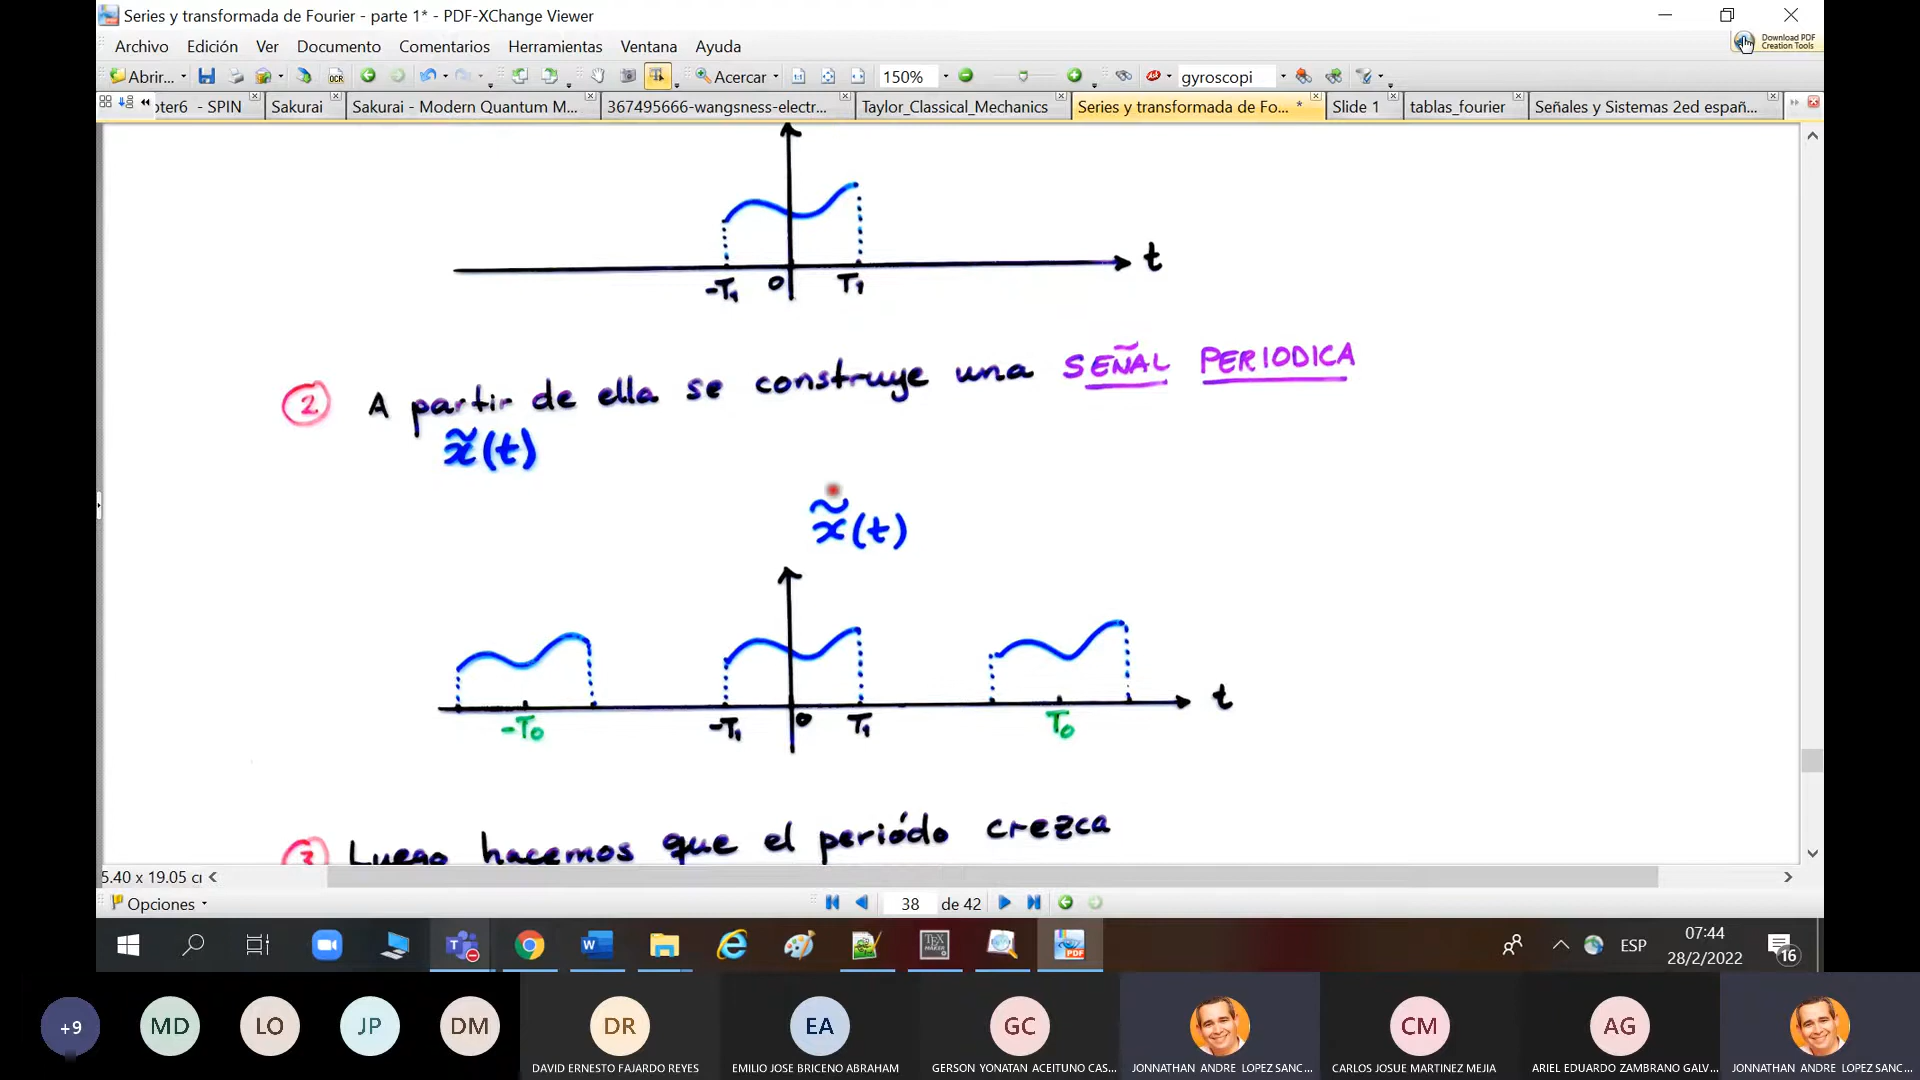 Series y transformada de Fourier - parte 1* - PDF-XChange Viewer
Archivo Edición Ver Documento Comentarios Herramientas Ventana Ayuda
Download PDF
Creation Tools
Abrir... OCR Acercar 150% gyroscopi
pter6 - SPIN Sakurai Sakurai - Modern Quantum M... 367495666-wangsness-electr... Taylor_Classical_Mechanics Series y transformada de Fo... * Slide 1 tablas_fourier Señales y Sistemas 2ed españ...
t
-T₁ 0 T₁
② A partir de ella se construye una SEÑAL PERIODICA
x̃(t)
x̃(t)
t
-T₀ -T₁ 0 T₁ T₀
③ Luego hacemos que el periódo crezca
5.40 x 19.05 cı
Opciones 38 de 42
ESP
07:44
28/2/2022
16
+9 MD LO JP DM DR EA GC CM AG
DAVID ERNESTO FAJARDO REYES EMILIO JOSE BRICENO ABRAHAM GERSON YONATAN ACEITUNO CAS... JONNATHAN ANDRE LOPEZ SANC... CARLOS JOSUE MARTINEZ MEJIA ARIEL EDUARDO ZAMBRANO GALV... JONNATHAN ANDRE LOPEZ SANC...